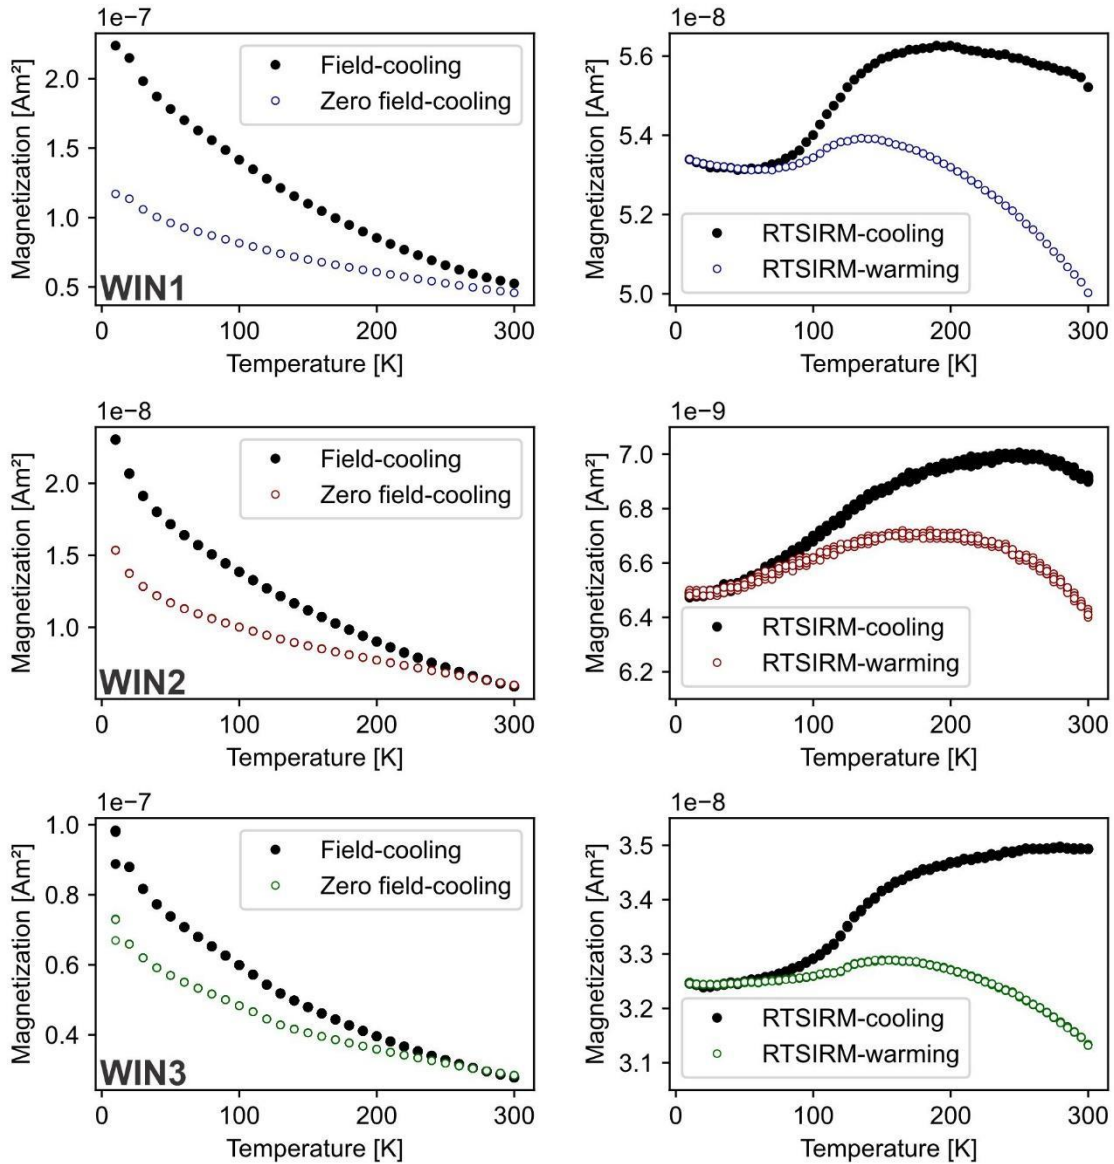 1e−7
Magnetization [Am²]
2.0
1.5
1.0
0.5
Field-cooling
Zero field-cooling
WIN1
0 100 200 300
Temperature [K]
1e−8
Magnetization [Am²]
5.6
5.4
5.2
5.0
RTSIRM-cooling
RTSIRM-warming
0 100 200 300
Temperature [K]
1e−8
Magnetization [Am²]
2.0
1.5
1.0
Field-cooling
Zero field-cooling
WIN2
0 100 200 300
Temperature [K]
1e−9
Magnetization [Am²]
7.0
6.8
6.6
6.4
6.2
RTSIRM-cooling
RTSIRM-warming
0 100 200 300
Temperature [K]
1e−7
Magnetization [Am²]
1.0
0.8
0.6
0.4
Field-cooling
Zero field-cooling
WIN3
0 100 200 300
Temperature [K]
1e−8
Magnetization [Am²]
3.5
3.4
3.3
3.2
3.1
RTSIRM-cooling
RTSIRM-warming
0 100 200 300
Temperature [K]